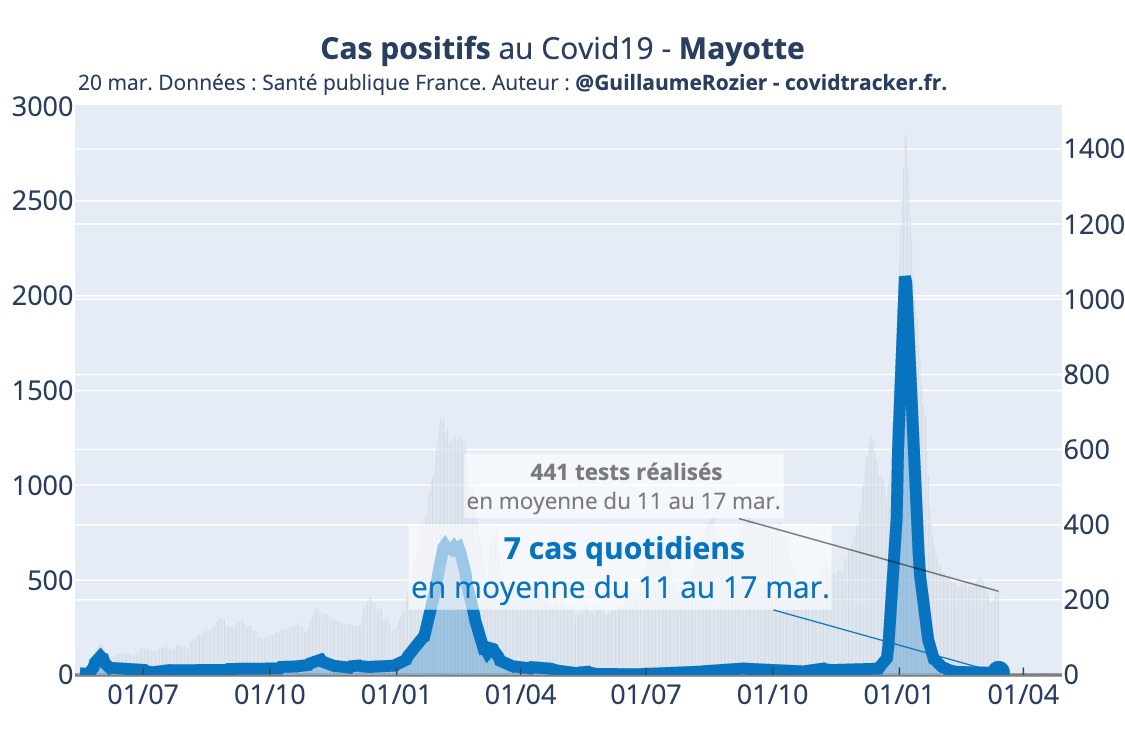 Cas positifs au Covid19 - Mayotte
20 mar. Données : Santé publique France. Auteur : @GuillaumeRozier - covidtracker.fr.
3000
1400
2500
1200
2000
1000
1500
800
600
441 tests réalisés
en moyenne du 11 au 17 mar.
1000
400
7 cas quotidiens
en moyenne du 11 au 17 mar.
500
200
0
0
01/07 01/10 01/01 01/04 01/07 01/10 01/01 01/04